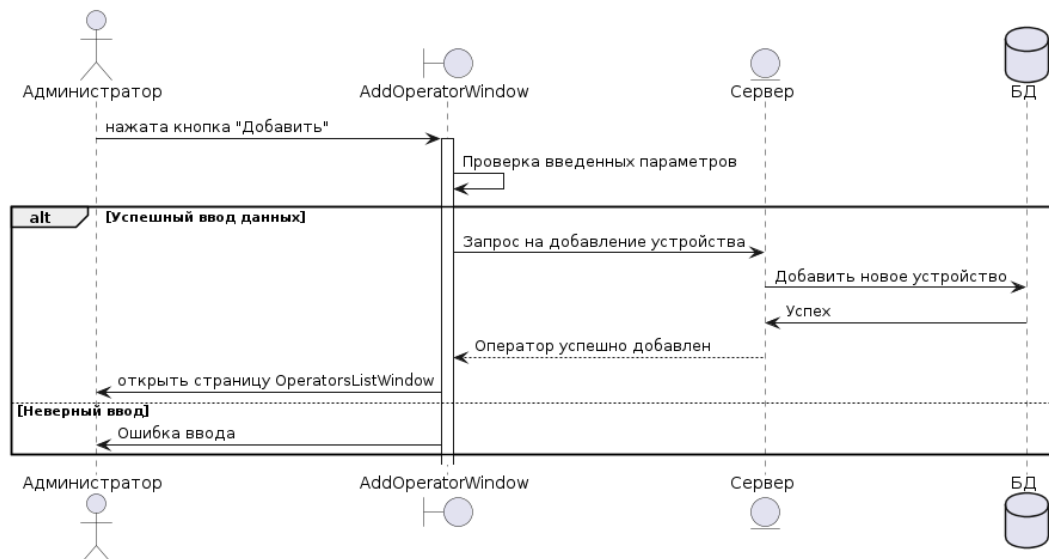 Администратор
AddOperatorWindow
Сервер
БД
нажата кнопка "Добавить"
Проверка введенных параметров
alt
[Успешный ввод данных]
Запрос на добавление устройства
Добавить новое устройство
Успех
Оператор успешно добавлен
открыть страницу OperatorsListWindow
[Неверный ввод]
Ошибка ввода
Администратор
AddOperatorWindow
Сервер
БД